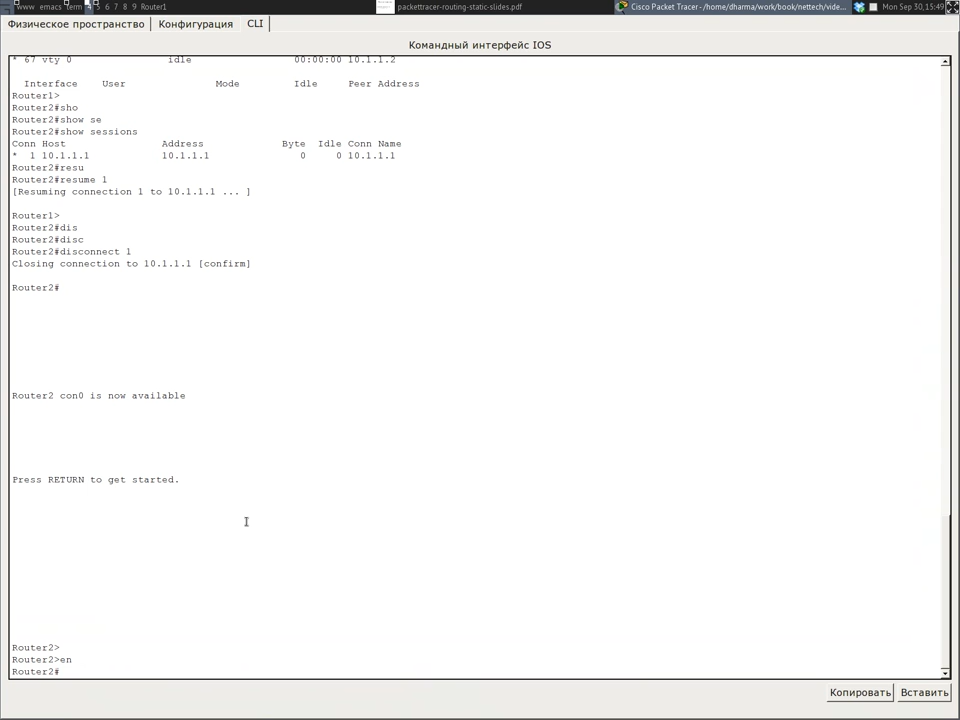 www emacs term 4 5 6 7 8 9 Router1
packettracer-routing-static-slides.pdf
Cisco Packet Tracer - /home/dharma/work/book/nettech/vide...
Mon Sep 30,15:49
Физическое пространство Конфигурация CLI
Командный интерфейс IOS
* 67 vty 0 idle 00:00:00 10.1.1.2
Interface User Mode Idle Peer Address
Router1>
Router2#sho
Router2#show se
Router2#show sessions
Conn Host Address Byte Idle Conn Name
* 1 10.1.1.1 10.1.1.1 0 0 10.1.1.1
Router2#resu
Router2#resume 1
[Resuming connection 1 to 10.1.1.1 ... ]
Router1>
Router2#dis
Router2#disc
Router2#disconnect 1
Closing connection to 10.1.1.1 [confirm]
Router2#
Router2 con0 is now available
Press RETURN to get started.
Router2>
Router2>en
Router2#
Копировать Вставить